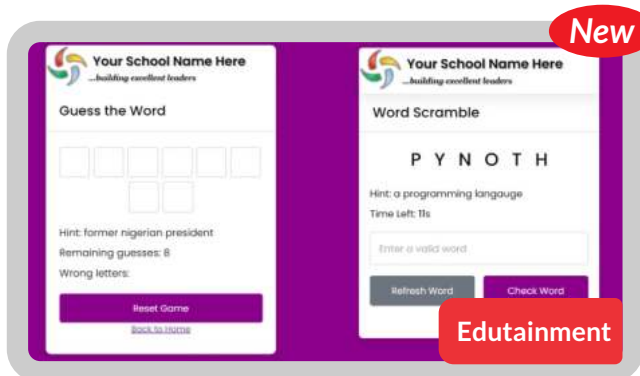 New
Your School Name Here
...building excellent leaders
Guess the Word
Hint: former nigerian president
Remaining guesses: 8
Wrong letters:
Reset Game
Back to Home
Your School Name Here
...building excellent leaders
Word Scramble
P Y N O T H
Hint: a programming langauge
Time Left: 11s
Enter a valid word
Refresh Word
Check Word
Edutainment